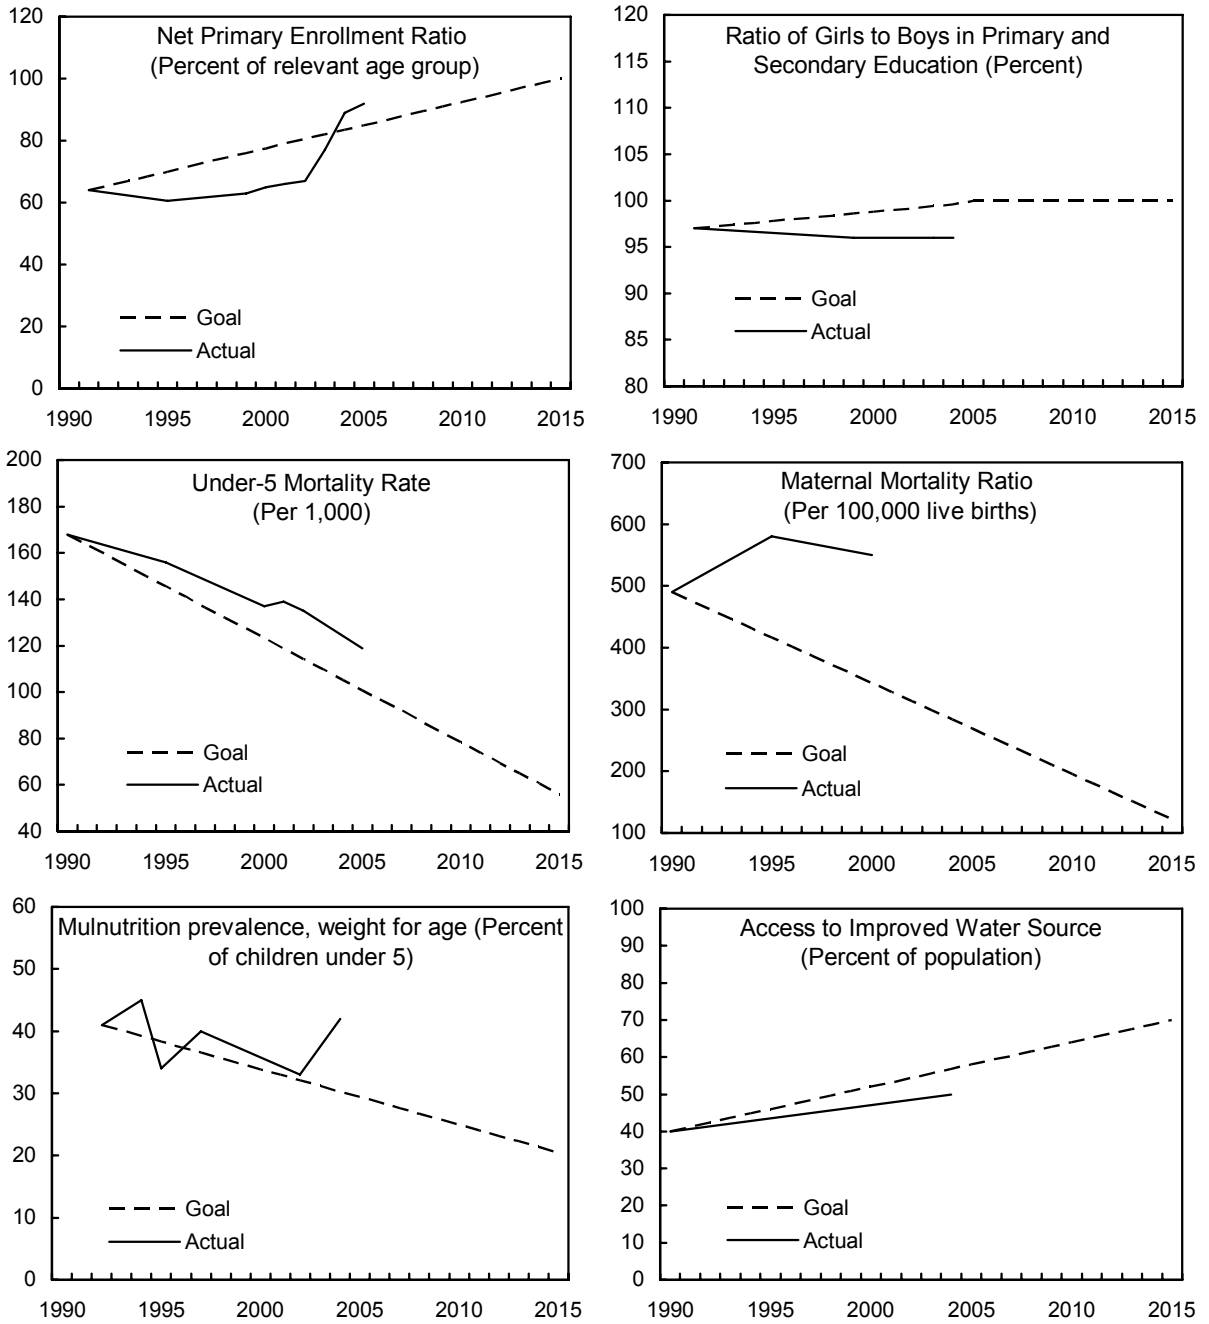 Net Primary Enrollment Ratio
(Percent of relevant age group)
120
100
80
60
40
20
0
Goal
Actual
1990 1995 2000 2005 2010 2015
Ratio of Girls to Boys in Primary and
Secondary Education (Percent)
120
115
110
105
100
95
90
85
80
Goal
Actual
1990 1995 2000 2005 2010 2015
Under-5 Mortality Rate
(Per 1,000)
200
180
160
140
120
100
80
60
40
Goal
Actual
1990 1995 2000 2005 2010 2015
Maternal Mortality Ratio
(Per 100,000 live births)
700
600
500
400
300
200
100
Goal
Actual
1990 1995 2000 2005 2010 2015
Mulnutrition prevalence, weight for age (Percent
of children under 5)
60
50
40
30
20
10
0
Goal
Actual
1990 1995 2000 2005 2010 2015
Access to Improved Water Source
(Percent of population)
100
90
80
70
60
50
40
30
20
10
0
Goal
Actual
1990 1995 2000 2005 2010 2015